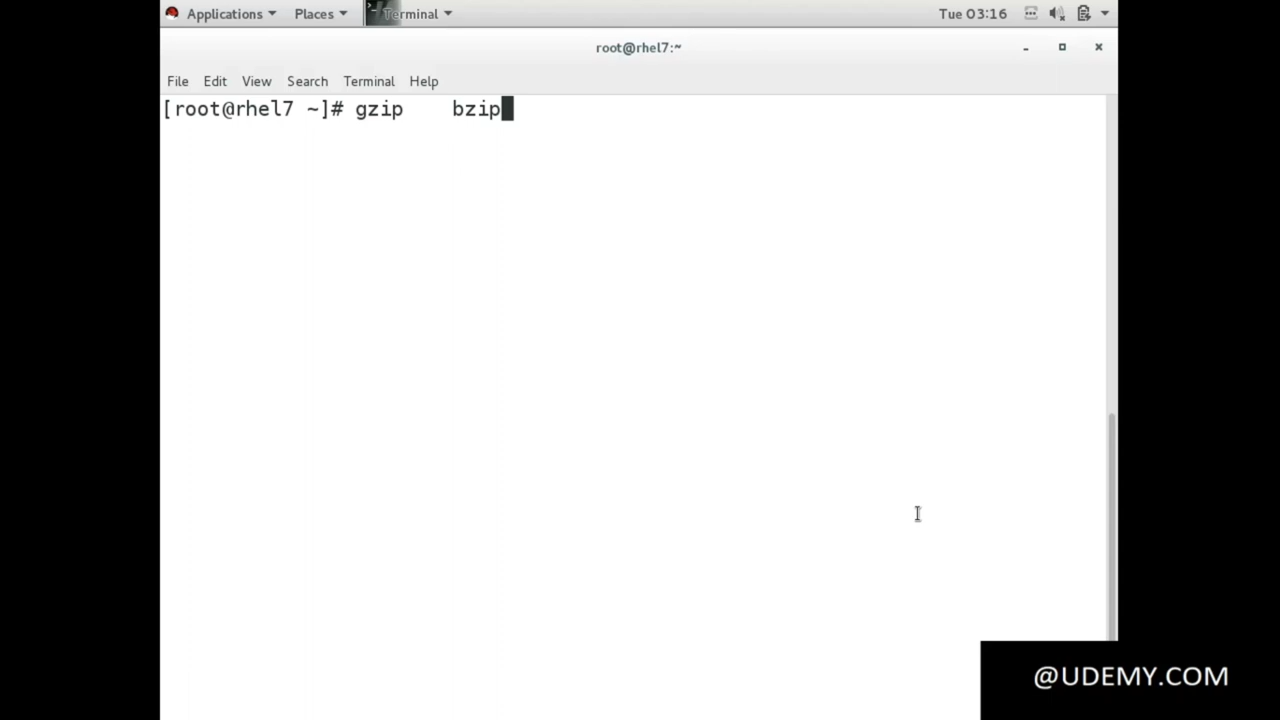 Applications Places Terminal Tue 03:16
root@rhel7:~
File Edit View Search Terminal Help
[root@rhel7 ~]# gzip    bzip
@UDEMY.COM